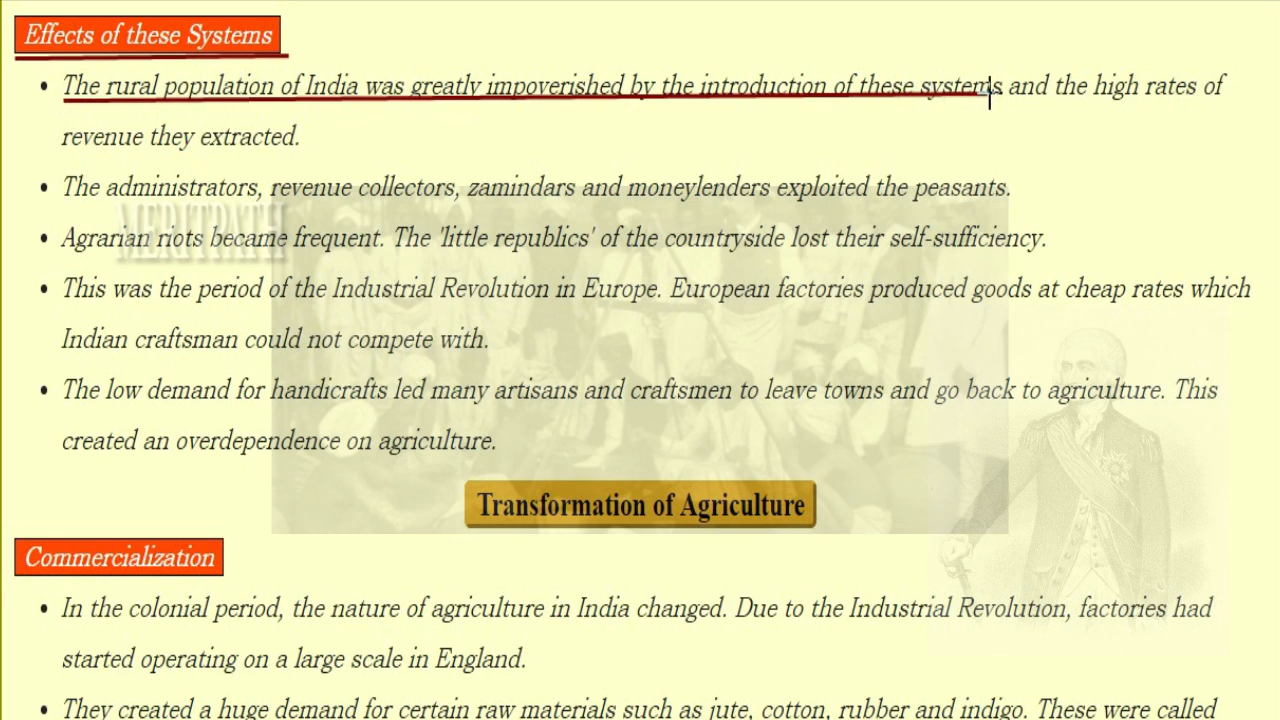 Effects of these Systems
• The rural population of India was greatly impoverished by the introduction of these systems and the high rates of
revenue they extracted.
• The administrators, revenue collectors, zamindars and moneylenders exploited the peasants.
MERITPATH
• Agrarian riots became frequent. The 'little republics' of the countryside lost their self-sufficiency.
• This was the period of the Industrial Revolution in Europe. European factories produced goods at cheap rates which
Indian craftsman could not compete with.
• The low demand for handicrafts led many artisans and craftsmen to leave towns and go back to agriculture. This
created an overdependence on agriculture.
Transformation of Agriculture
Commercialization
• In the colonial period, the nature of agriculture in India changed. Due to the Industrial Revolution, factories had
started operating on a large scale in England.
• They created a huge demand for certain raw materials such as jute, cotton, rubber and indigo. These were called